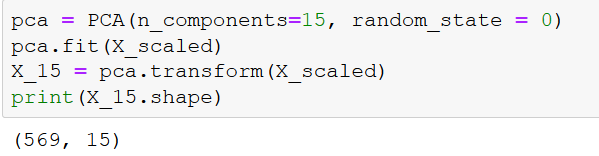 pca = PCA(n_components=15, random_state = 0)
pca.fit(X_scaled)
X_15 = pca.transform(X_scaled)
print(X_15.shape)
(569, 15)